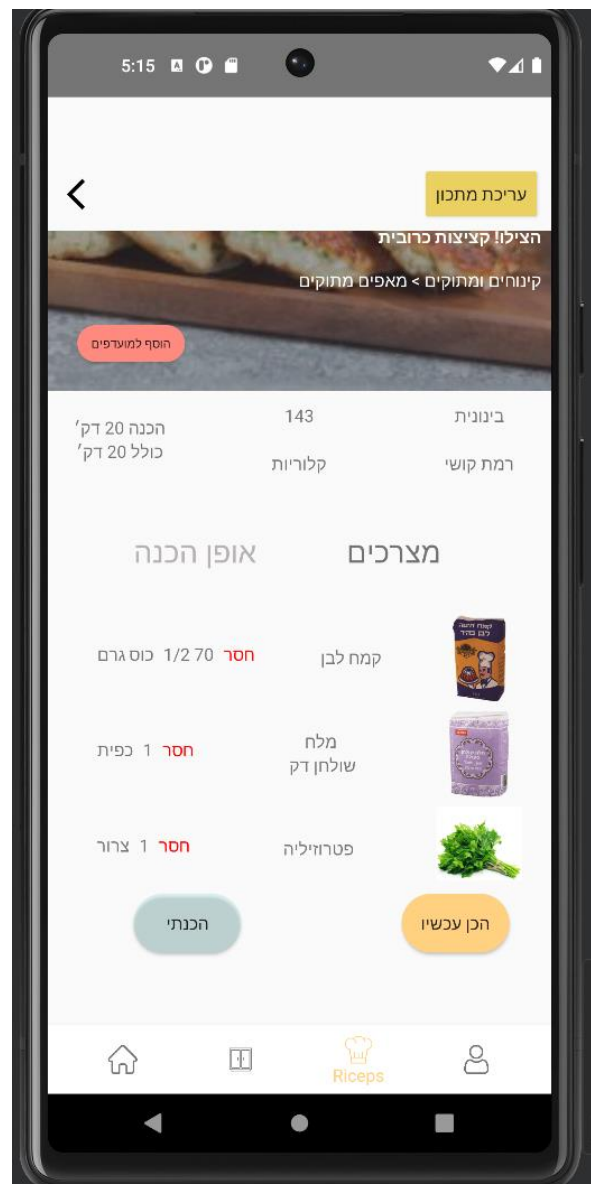 5:15
עריכת מתכון
הצילו! קציצות כרובית
קינוחים ומתוקים > מאפים מתוקים
הוסף למועדפים
בינונית
143
הכנה 20 דק׳
כולל 20 דק׳
רמת קושי
קלוריות
מצרכים
אופן הכנה
קמח לבן
חסר 70 1/2 כוס גרם
מלח
שולחן דק
חסר 1 כפית
פטרוזיליה
חסר 1 צרור
הכן עכשיו
הכנתי
Riceps